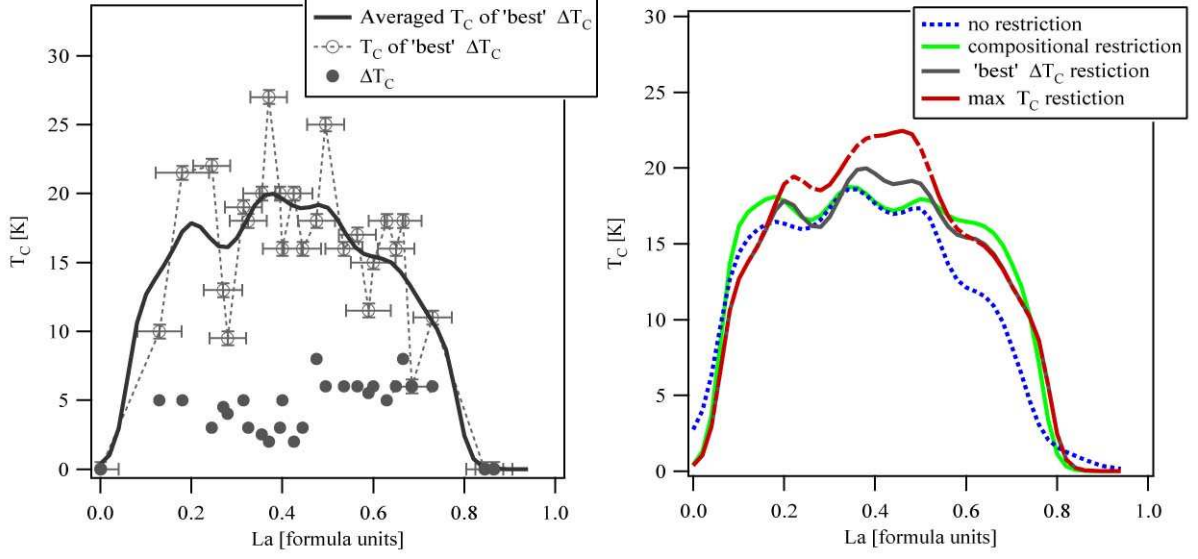 Averaged T_C of 'best' ΔT_C
T_C of 'best' ΔT_C
ΔT_C
30
25
20
15
10
5
0
T_C [K]
0.0 0.2 0.4 0.6 0.8 1.0
La [formula units]
no restriction
compositional restriction
'best' ΔT_C restiction
max T_C restiction
30
25
20
15
10
5
0
T_C [K]
0.0 0.2 0.4 0.6 0.8 1.0
La [formula units]